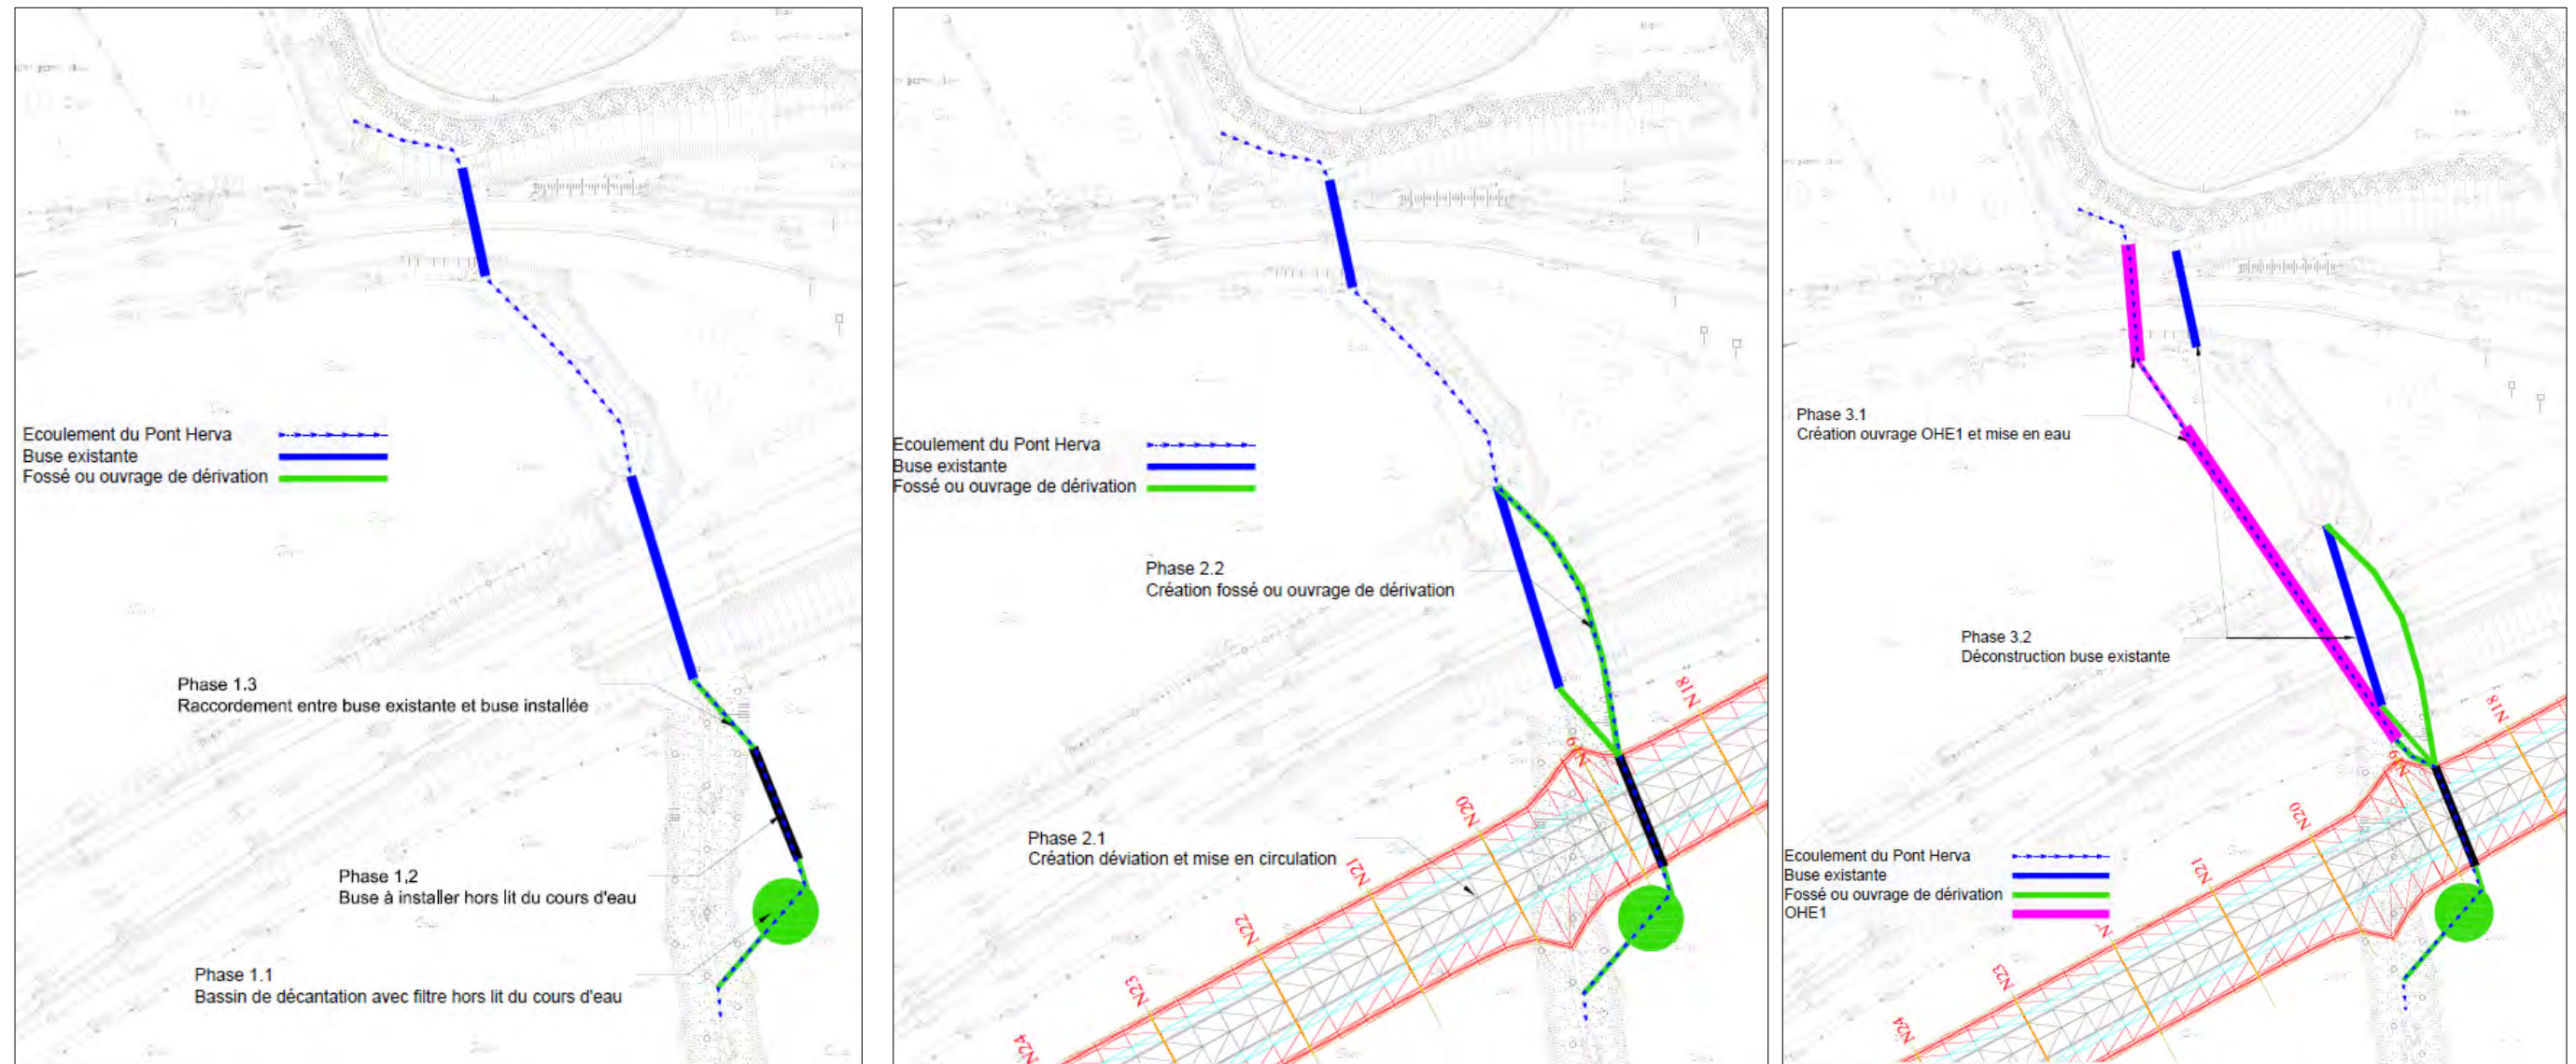 Ecoulement du Pont Herva
Buse existante
Fossé ou ouvrage de dérivation
Phase 1.3
Raccordement entre buse existante et buse installée
Phase 1,2
Buse à installer hors lit du cours d'eau
Phase 1.1
Bassin de décantation avec filtre hors lit du cours d'eau
Ecoulement du Pont Herva
Buse existante
Fossé ou ouvrage de dérivation
Phase 2.2
Création fossé ou ouvrage de dérivation
Phase 2.1
Création déviation et mise en circulation
N18
N19
N20
N21
N22
N23
N24
Phase 3.1
Création ouvrage OHE1 et mise en eau
Phase 3.2
Déconstruction buse existante
Ecoulement du Pont Herva
Buse existante
Fossé ou ouvrage de dérivation
OHE1
N18
N20
N21
N23
N24